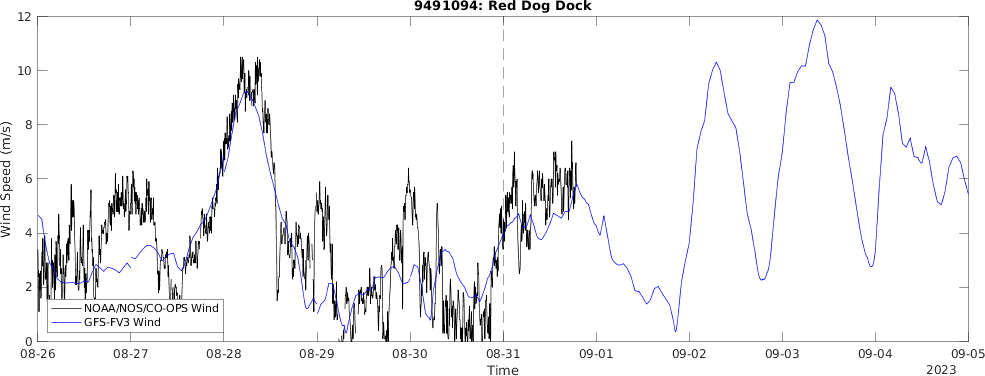 9491094: Red Dog Dock
12
10
8
6
4
2
0
Wind Speed (m/s)
NOAA/NOS/CO-OPS Wind
GFS-FV3 Wind
08-26 08-27 08-28 08-29 08-30 08-31 09-01 09-02 09-03 09-04 09-05
Time
2023